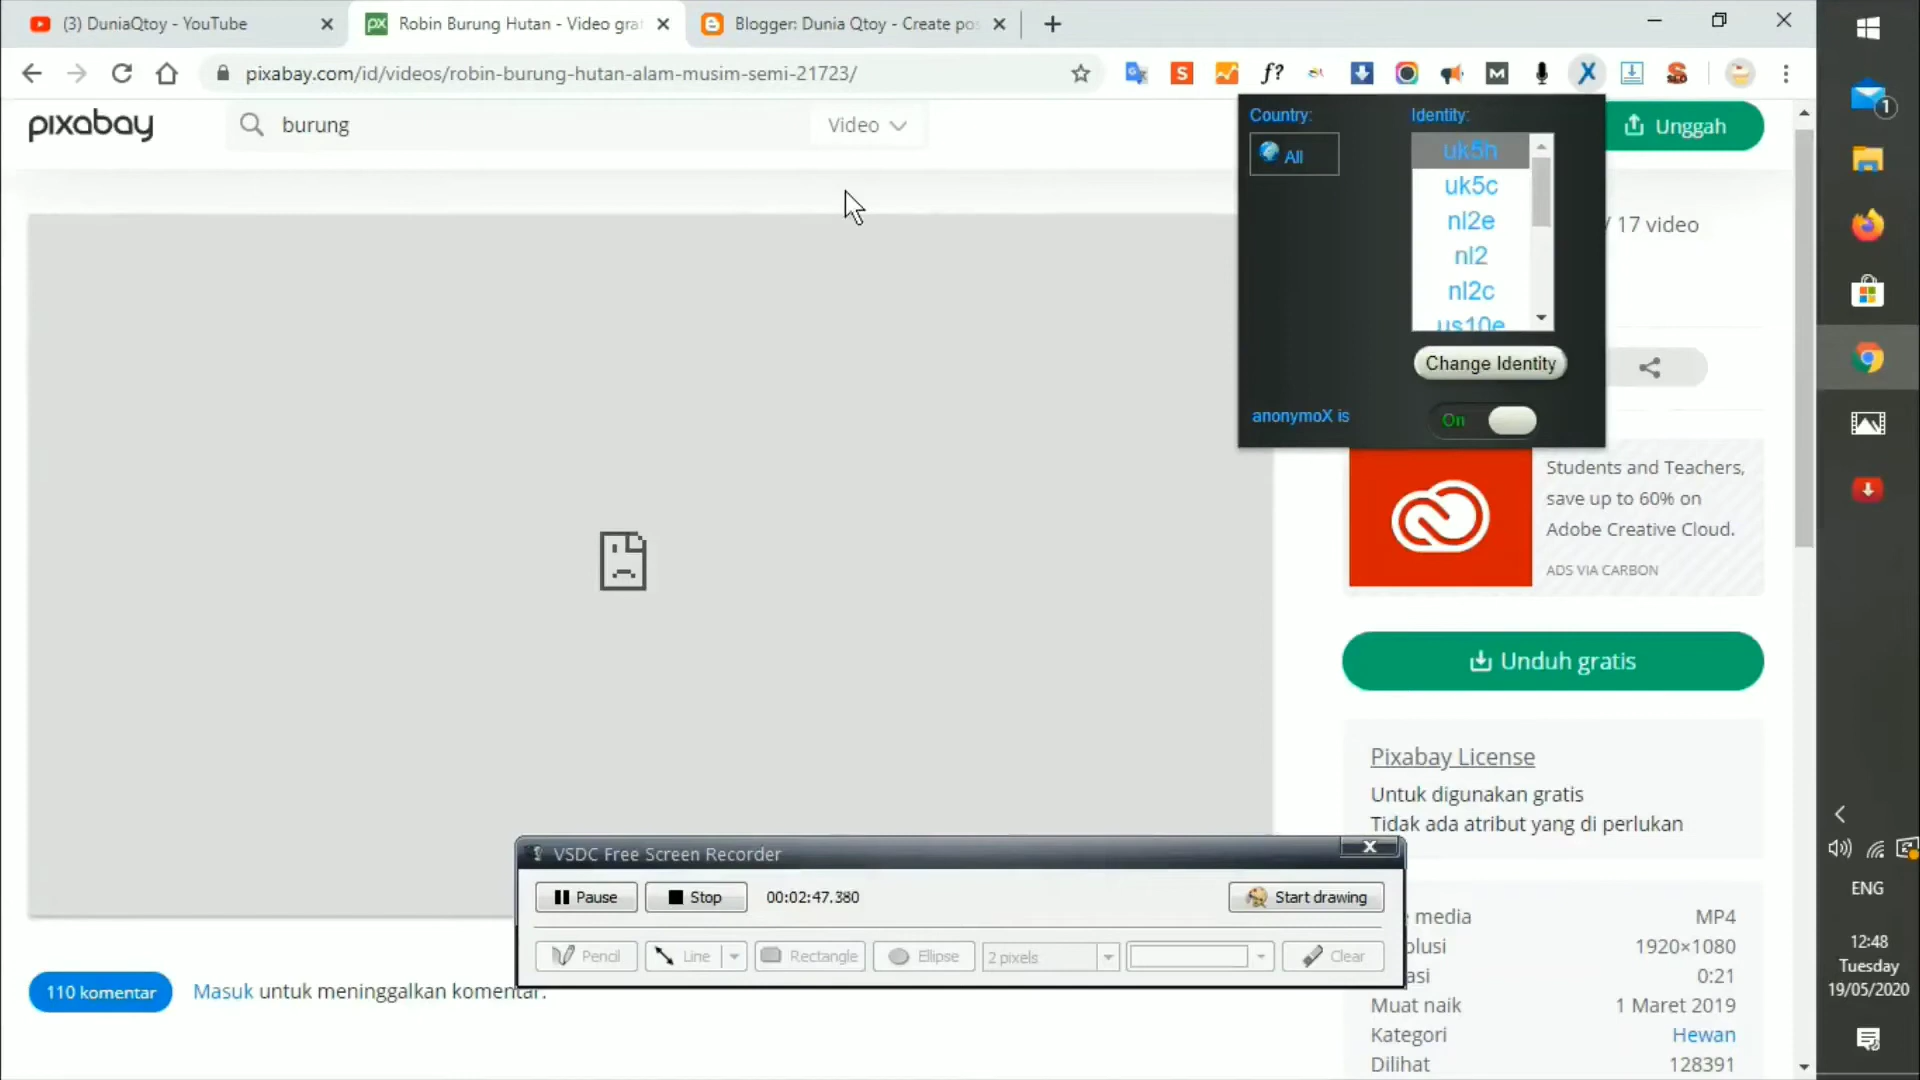 (3) DuniaQtoy - YouTube
Robin Burung Hutan - Video gra
Blogger: Dunia Qtoy - Create pos
pixabay.com/id/videos/robin-burung-hutan-alam-musim-semi-21723/
pixabay
burung
Video
Unggah
Country:
All
Identity:
uk5h
uk5c
nl2e
nl2
nl2c
us10e
Change Identity
anonymoX is
On
/ 17 video
Students and Teachers,
save up to 60% on
Adobe Creative Cloud.
ADS VIA CARBON
Unduh gratis
Pixabay License
Untuk digunakan gratis
Tidak ada atribut yang di perlukan
VSDC Free Screen Recorder
Pause
Stop
00:02:47.380
Start drawing
Pencil
Line
Rectangle
Ellipse
2 pixels
Clear
110 komentar
Masuk untuk meninggalkan komentar.
media
MP4
olusi
1920×1080
asi
0:21
Muat naik
1 Maret 2019
Kategori
Hewan
Dilihat
128391
1
ENG
12:48
Tuesday
19/05/2020